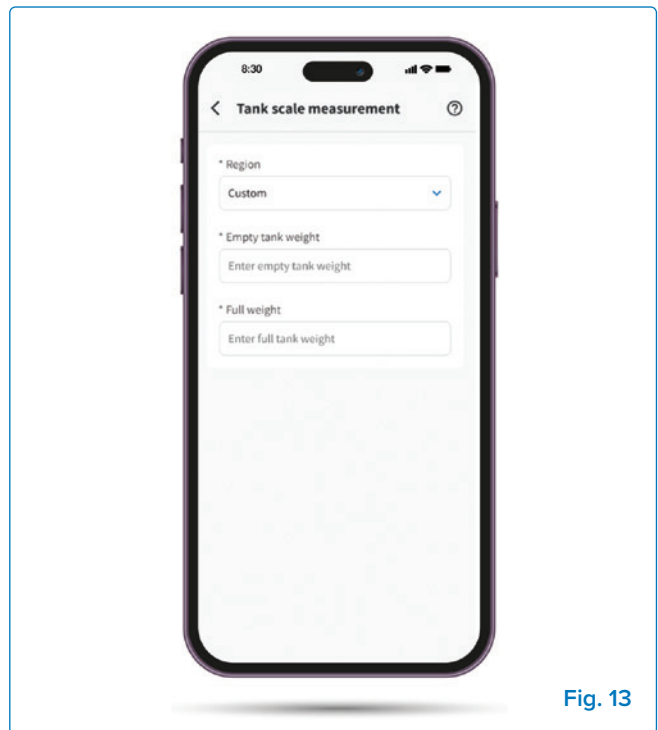 8:30
Tank scale measurement
* Region
Custom
* Empty tank weight
Enter empty tank weight
* Full weight
Enter full tank weight
Fig. 13